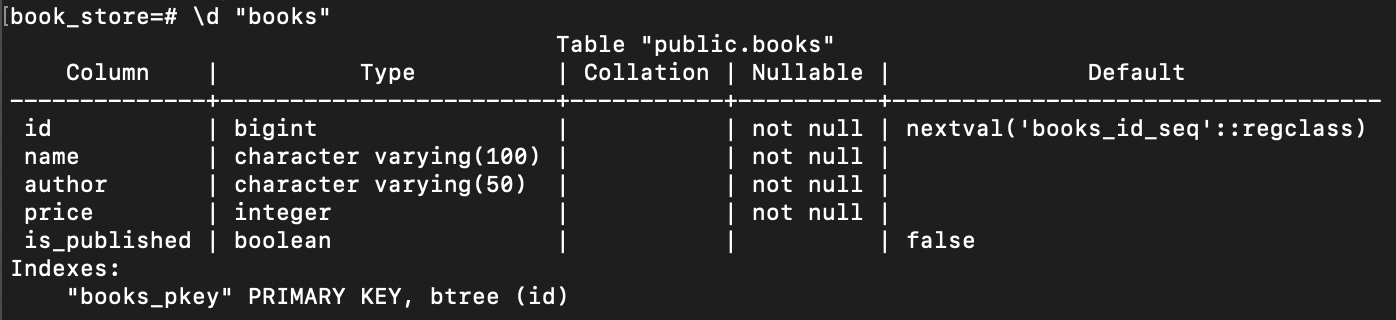 [book_store=# \d "books"
Table "public.books"
Column | Type | Collation | Nullable | Default
--------------+------------------------+-----------+----------+-----------------------------------
id | bigint | | not null | nextval('books_id_seq'::regclass)
name | character varying(100) | | not null |
author | character varying(50) | | not null |
price | integer | | not null |
is_published | boolean | | | false
Indexes:
"books_pkey" PRIMARY KEY, btree (id)